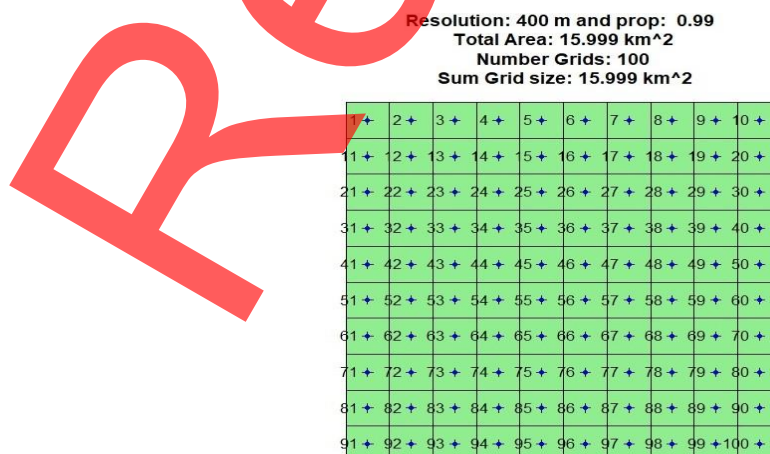 Resolution: 400 m and prop: 0.99
Total Area: 15.999 km^2
Number Grids: 100
Sum Grid size: 15.999 km^2
1 2 3 4 5 6 7 8 9 10
11 12 13 14 15 16 17 18 19 20
21 22 23 24 25 26 27 28 29 30
31 32 33 34 35 36 37 38 39 40
41 42 43 44 45 46 47 48 49 50
51 52 53 54 55 56 57 58 59 60
61 62 63 64 65 66 67 68 69 70
71 72 73 74 75 76 77 78 79 80
81 82 83 84 85 86 87 88 89 90
91 92 93 94 95 96 97 98 99 100